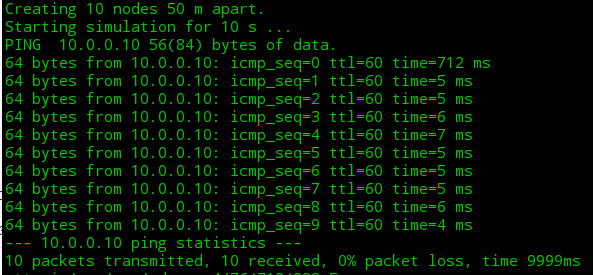 Creating 10 nodes 50 m apart.
Starting simulation for 10 s ...
PING  10.0.0.10 56(84) bytes of data.
64 bytes from 10.0.0.10: icmp_seq=0 ttl=60 time=712 ms
64 bytes from 10.0.0.10: icmp_seq=1 ttl=60 time=5 ms
64 bytes from 10.0.0.10: icmp_seq=2 ttl=60 time=5 ms
64 bytes from 10.0.0.10: icmp_seq=3 ttl=60 time=6 ms
64 bytes from 10.0.0.10: icmp_seq=4 ttl=60 time=7 ms
64 bytes from 10.0.0.10: icmp_seq=5 ttl=60 time=5 ms
64 bytes from 10.0.0.10: icmp_seq=6 ttl=60 time=5 ms
64 bytes from 10.0.0.10: icmp_seq=7 ttl=60 time=5 ms
64 bytes from 10.0.0.10: icmp_seq=8 ttl=60 time=6 ms
64 bytes from 10.0.0.10: icmp_seq=9 ttl=60 time=4 ms
--- 10.0.0.10 ping statistics ---
10 packets transmitted, 10 received, 0% packet loss, time 9999ms